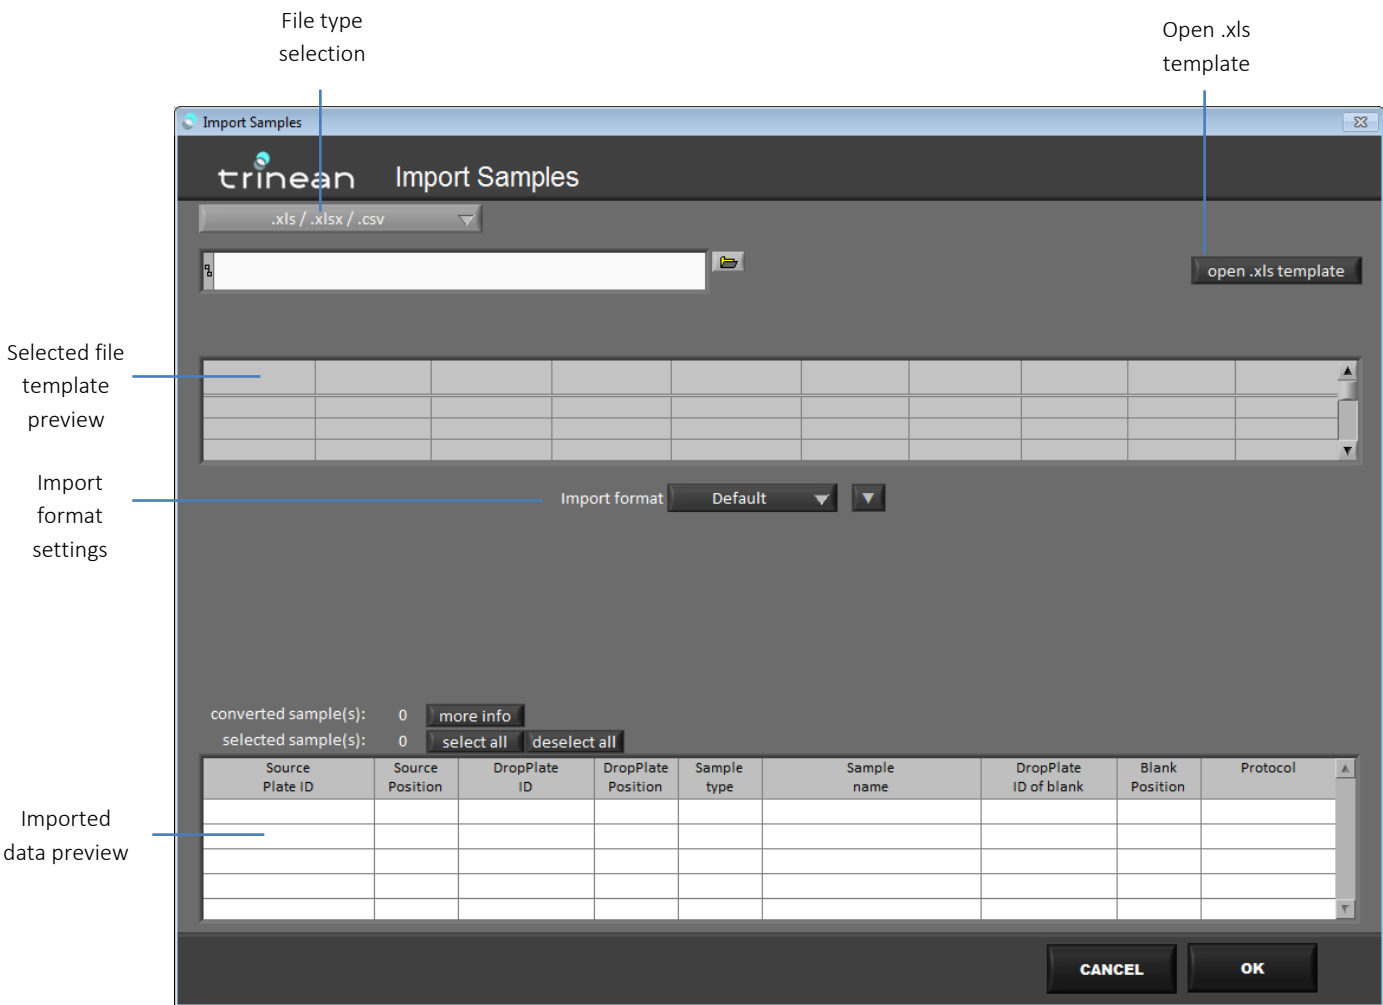 File type
selection
Open .xls
template
Import Samples
trinean
Import Samples
.xls / .xlsx / .csv
open .xls template
Selected file
template
preview
Import
format
settings
Import format
Default
converted sample(s): 0 more info
selected sample(s): 0 select all deselect all
Source
Plate ID
Source
Position
DropPlate
ID
DropPlate
Position
Sample
type
Sample
name
DropPlate
ID of blank
Blank
Position
Protocol
Imported
data preview
CANCEL
OK